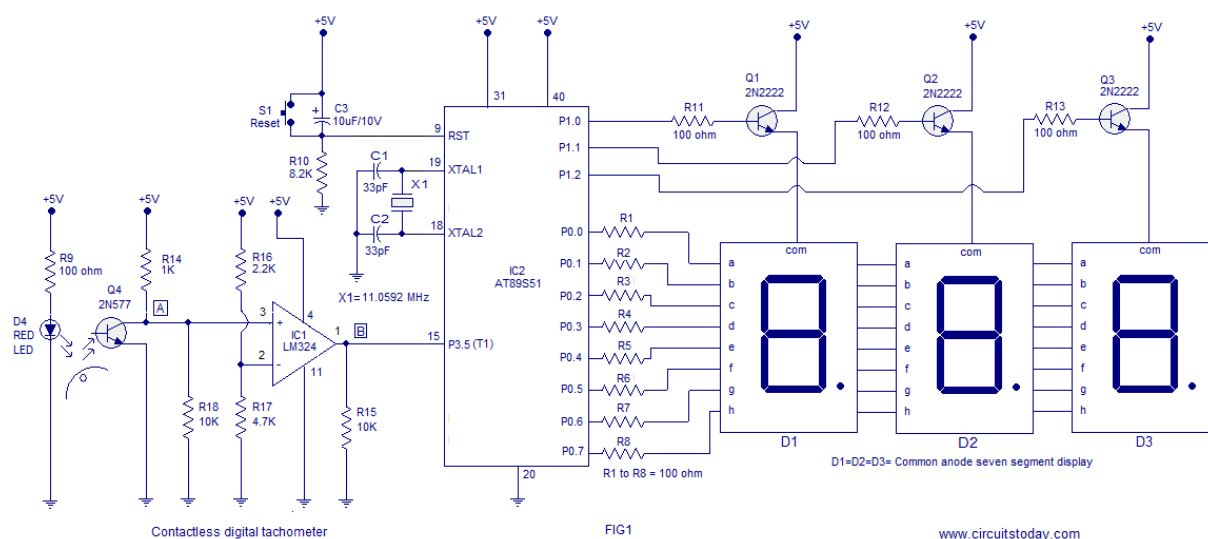 +5V
+5V
+5V
+5V
+5V
+5V
S1
Reset
C3
10uF/10V
31
40
Q1
2N2222
Q2
2N2222
Q3
2N2222
R11
100 ohm
R12
100 ohm
R13
100 ohm
9
RST
P1.0
P1.1
P1.2
R10
8.2K
C1
33pF
19
XTAL1
X1
C2
33pF
18
XTAL2
X1= 11.0592 MHz
IC2
AT89S51
+5V
+5V
+5V
+5V
R9
100 ohm
R14
1K
R16
2.2K
Q4
2N577
A
D4
RED
LED
3
+
2
-
4
IC1
LM324
11
1
B
15
P3.5(T1)
R18
10K
R17
4.7K
R15
10K
20
P0.0
P0.1
P0.2
P0.3
P0.4
P0.5
P0.6
P0.7
R1
R2
R3
R4
R5
R6
R7
R8
R1 to R8 = 100 ohm
com
a
b
c
d
e
f
g
h
D1
com
a
b
c
d
e
f
g
h
D2
com
a
b
c
d
e
f
g
h
D3
D1=D2=D3= Common anode seven segment display
Contactless digital tachometer
FIG1
www.circuitstoday.com